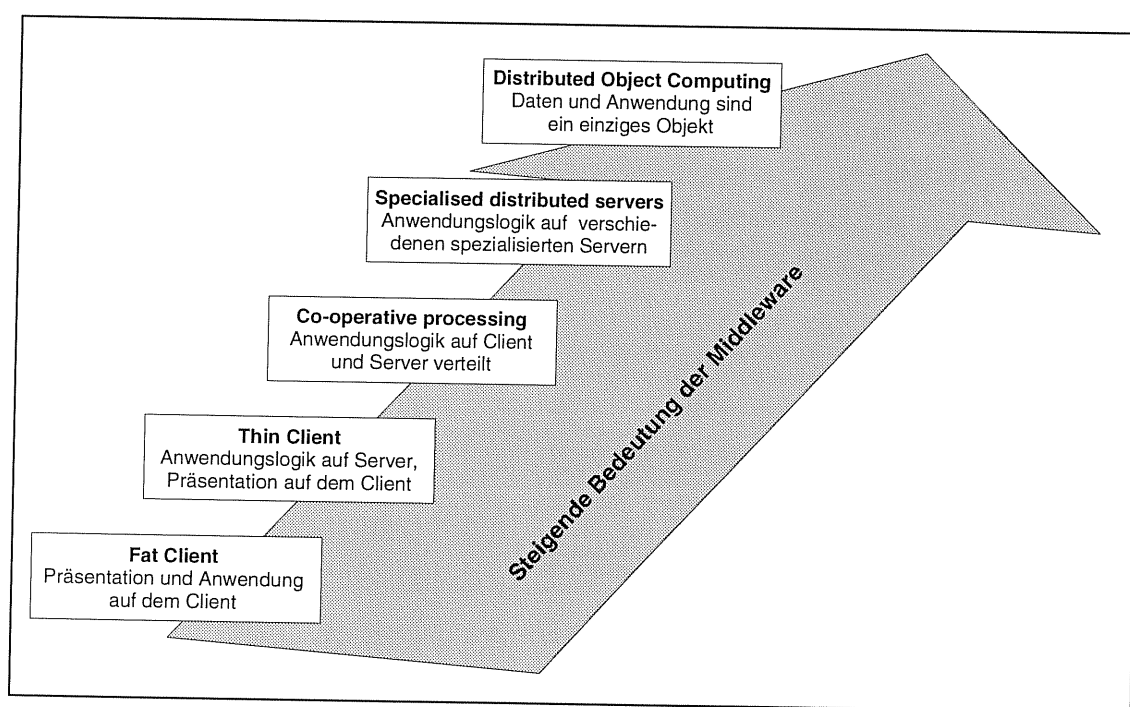 Distributed Object Computing
Daten und Anwendung sind
ein einziges Objekt
Specialised distributed servers
Anwendungslogik auf verschie-
denen spezialisierten Servern
Co-operative processing
Anwendungslogik auf Client
und Server verteilt
Thin Client
Anwendungslogik auf Server,
Präsentation auf dem Client
Fat Client
Präsentation und Anwendung
auf dem Client
Steigende Bedeutung der Middleware